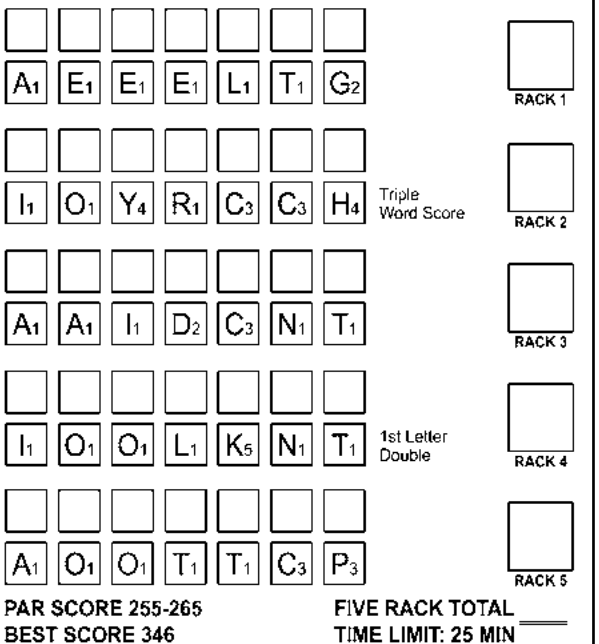 A1 E1 E1 E1 L1 T1 G2
RACK 1
I1 O1 Y4 R1 C3 C3 H4
Triple
Word Score
RACK 2
A1 A1 I1 D2 C3 N1 T1
RACK 3
I1 O1 O1 L1 K5 N1 T1
1st Letter
Double
RACK 4
A1 O1 O1 T1 T1 C3 P3
RACK 5
PAR SCORE 255-265
BEST SCORE 346
FIVE RACK TOTAL
TIME LIMIT: 25 MIN